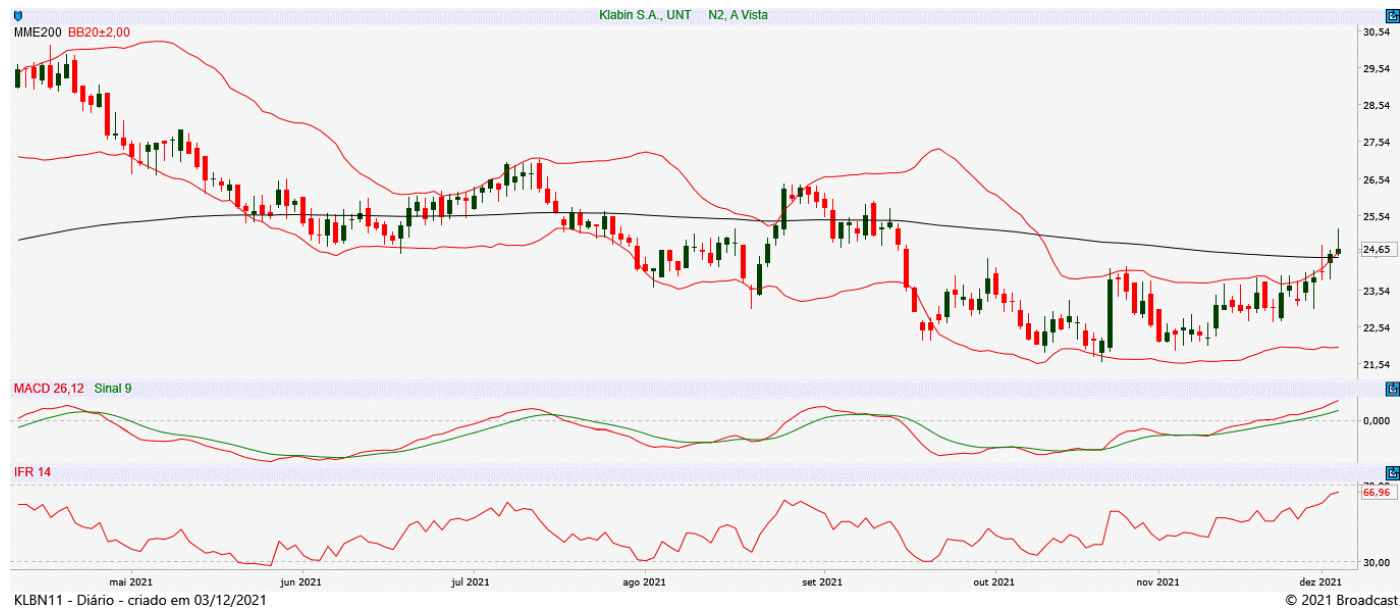 Klabin S.A., UNT N2, A Vista
MME200 BB20±2,00
30,54
29,54
28,54
27,54
26,54
25,54
24,65
23,54
22,54
21,54
MACD 26,12 Sinal 9
0,000
IFR 14
66,96
30,00
mai 2021 jun 2021 jul 2021 ago 2021 set 2021 out 2021 nov 2021 dez 2021
KLBN11 - Diário - criado em 03/12/2021 © 2021 Broadcast